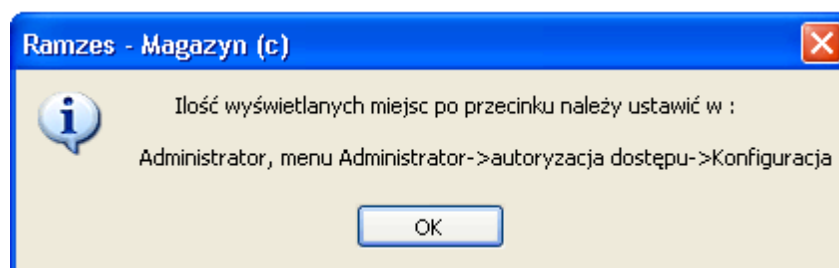 Ramzes - Magazyn (c)
Ilość wyświetlanych miejsc po przecinku należy ustawić w :
Administrator, menu Administrator->autoryzacja dostępu->Konfiguracja
OK